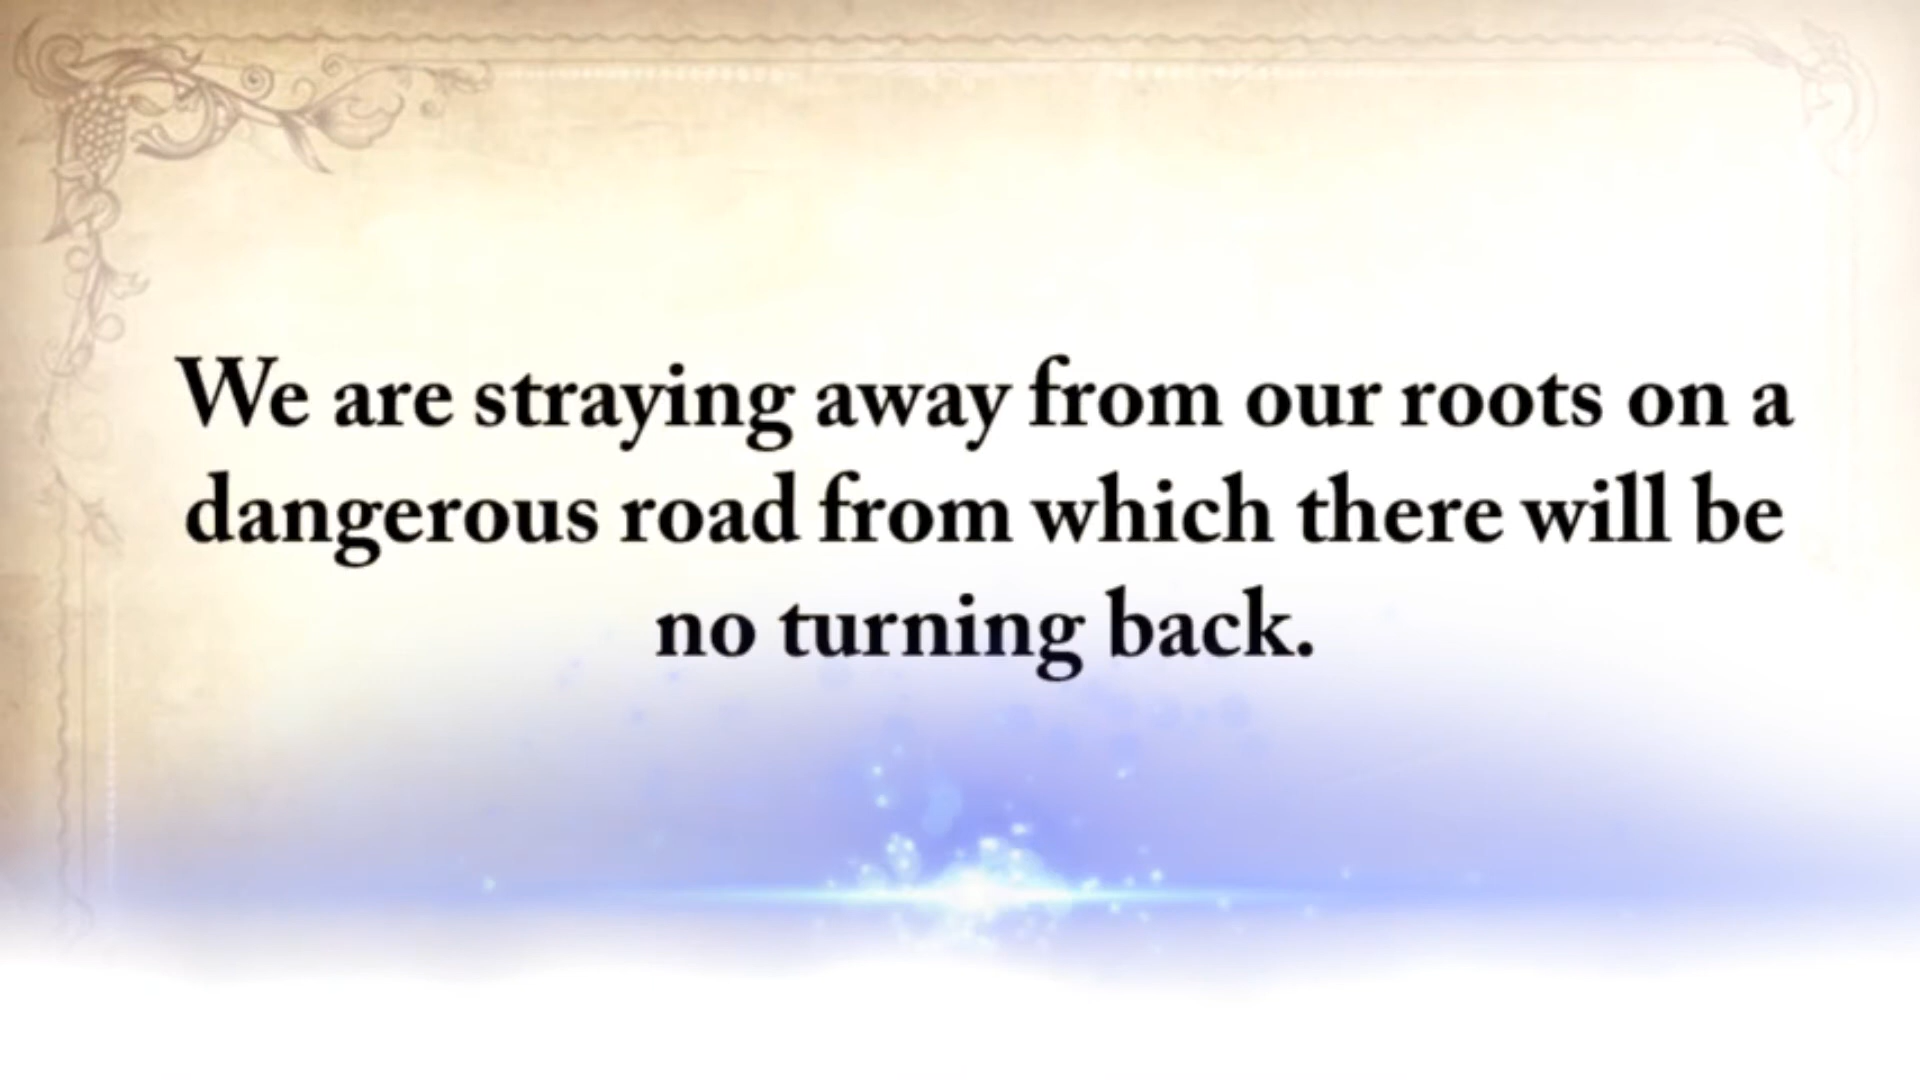 We are straying away from our roots on a
dangerous road from which there will be
no turning back.